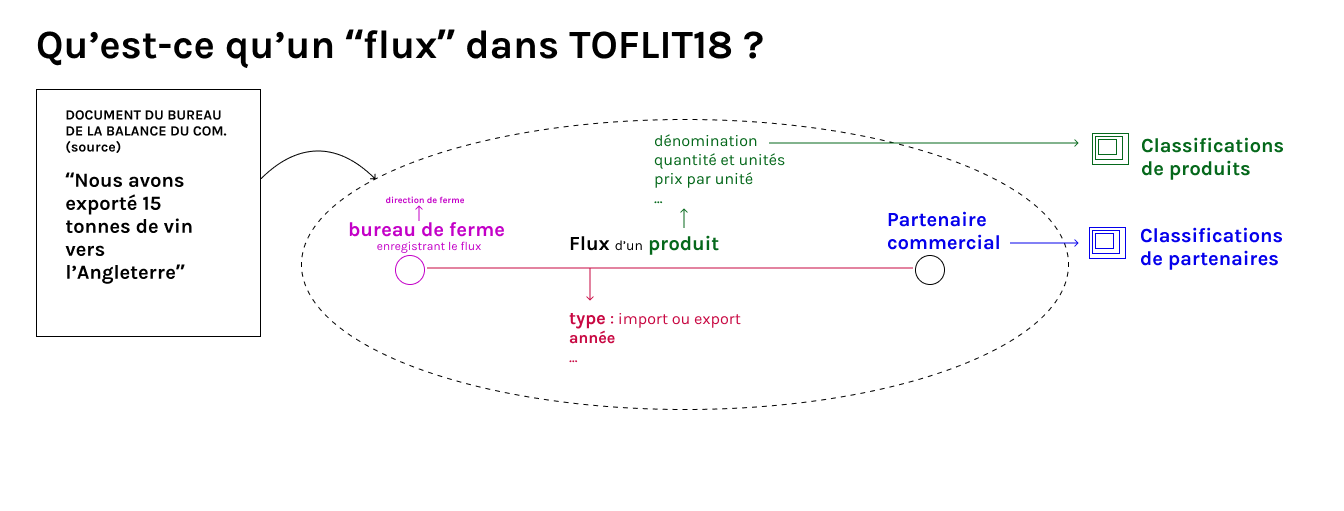 Qu’est-ce qu’un “flux” dans TOFLIT18 ?
DOCUMENT DU BUREAU
DE LA BALANCE DU COM.
(source)
“Nous avons
exporté 15
tonnes de vin
vers
l’Angleterre”
direction de ferme
bureau de ferme
enregistrant le flux
dénomination
quantité et unités
prix par unité
...
Flux d’un produit
type : import ou export
année
...
Partenaire
commercial
Classifications
de produits
Classifications
de partenaires